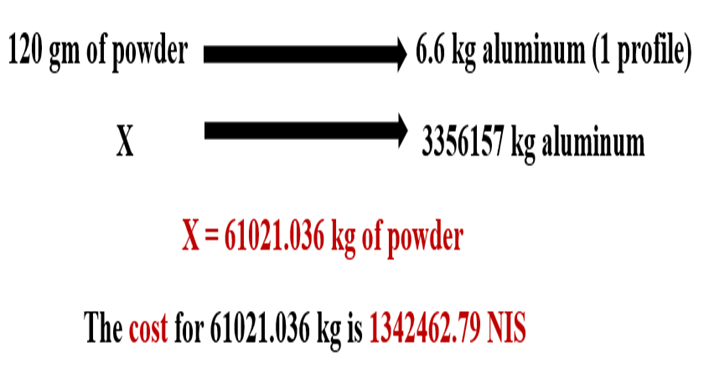 120 gm of powder 6.6 kg aluminum (1 profile)
X 3356157 kg aluminum
X = 61021.036 kg of powder
The cost for 61021.036 kg is 1342462.79 NIS